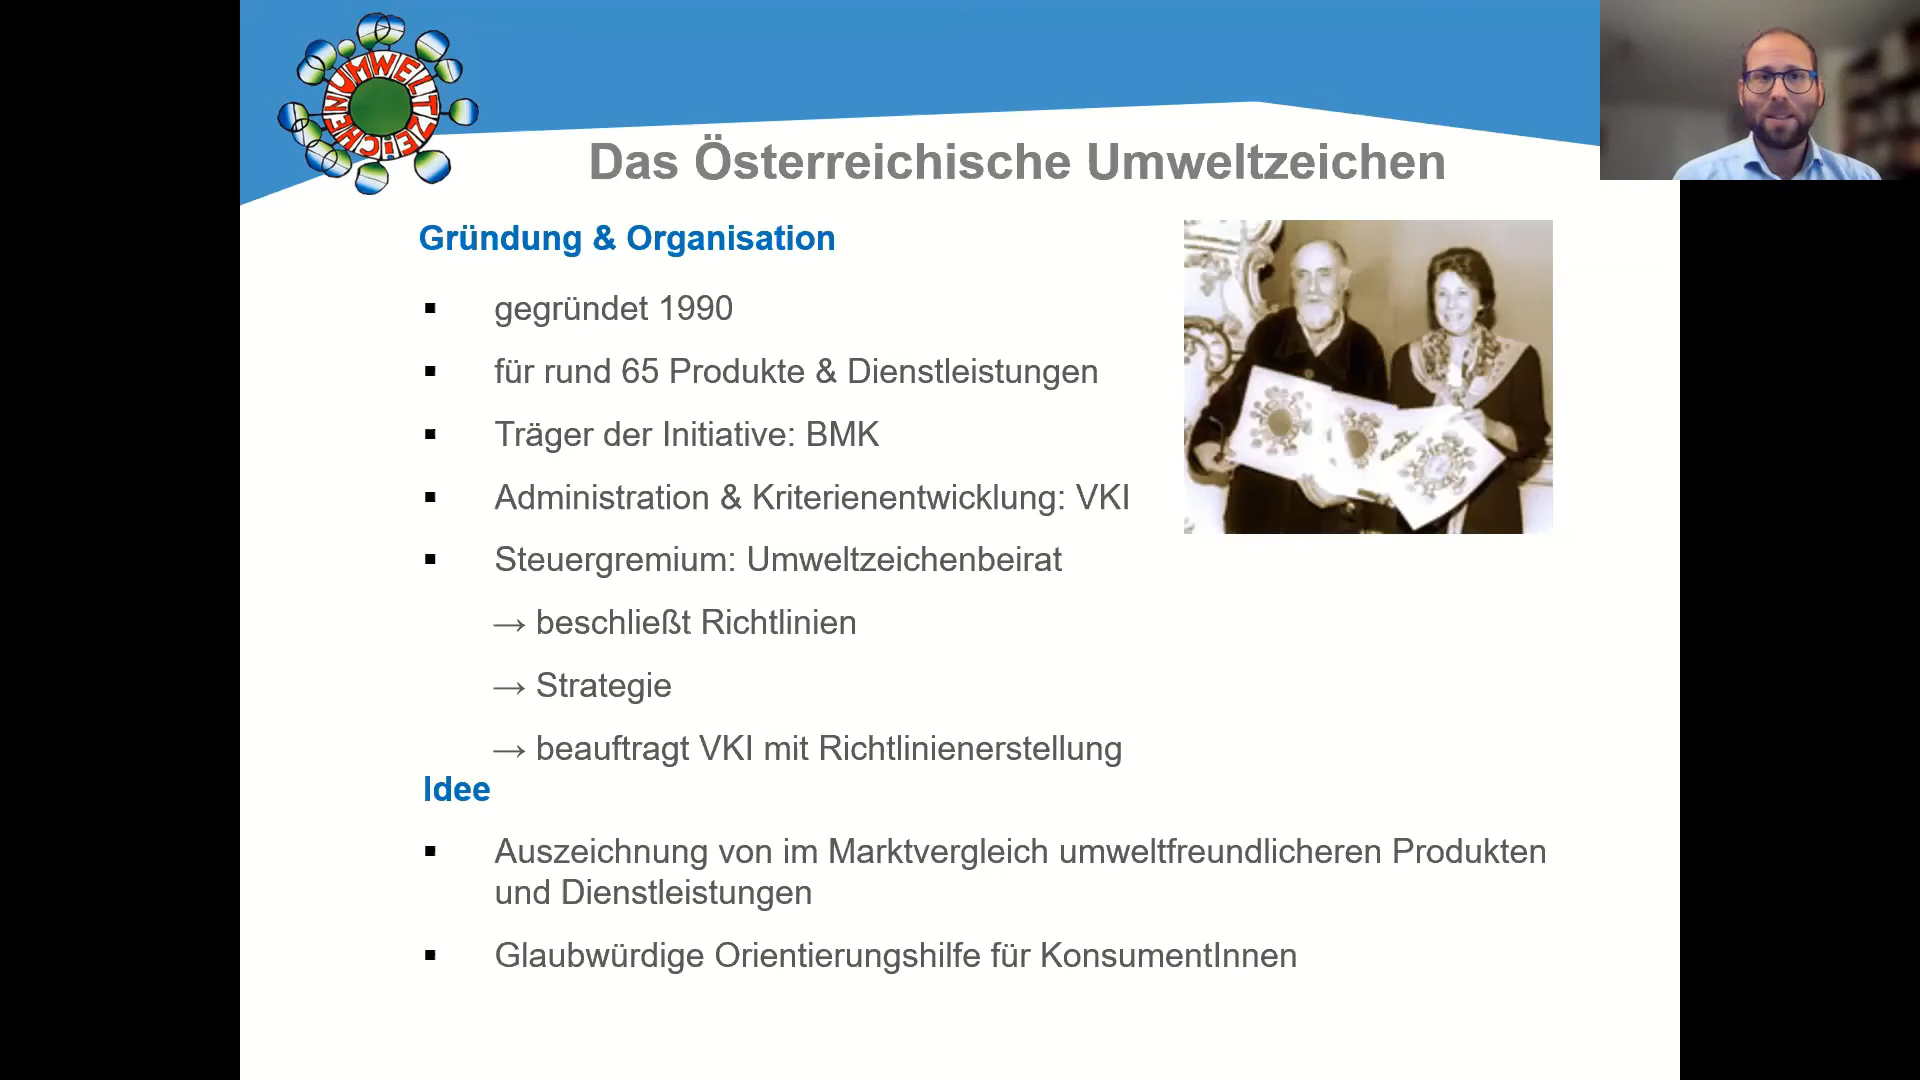 UMWELTZEICHEN
Das Österreichische Umweltzeichen
Gründung & Organisation
▪ gegründet 1990
▪ für rund 65 Produkte & Dienstleistungen
▪ Träger der Initiative: BMK
▪ Administration & Kriterienentwicklung: VKI
▪ Steuergremium: Umweltzeichenbeirat
→ beschließt Richtlinien
→ Strategie
→ beauftragt VKI mit Richtlinienerstellung
Idee
▪ Auszeichnung von im Marktvergleich umweltfreundlicheren Produkten
und Dienstleistungen
▪ Glaubwürdige Orientierungshilfe für KonsumentInnen